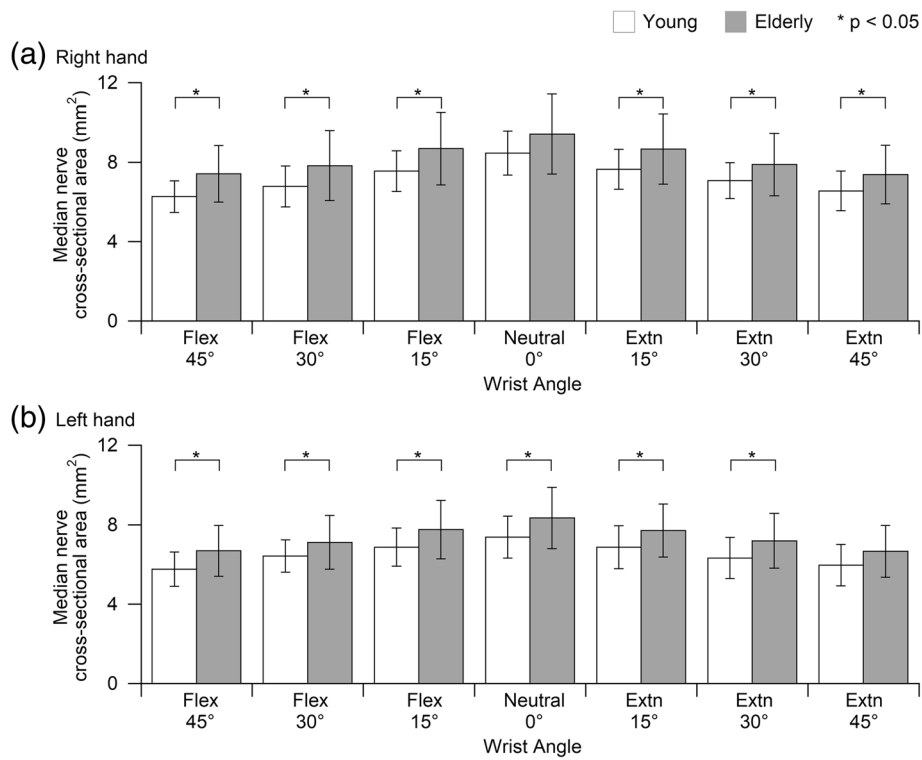 Young Elderly * p < 0.05
(a) Right hand
Median nerve
cross-sectional area (mm²)
12
8
4
0
* * * * * *
Flex Flex Flex Neutral Extn Extn Extn
45° 30° 15° 0° 15° 30° 45°
Wrist Angle
(b) Left hand
Median nerve
cross-sectional area (mm²)
12
8
4
0
* * * * * *
Flex Flex Flex Neutral Extn Extn Extn
45° 30° 15° 0° 15° 30° 45°
Wrist Angle